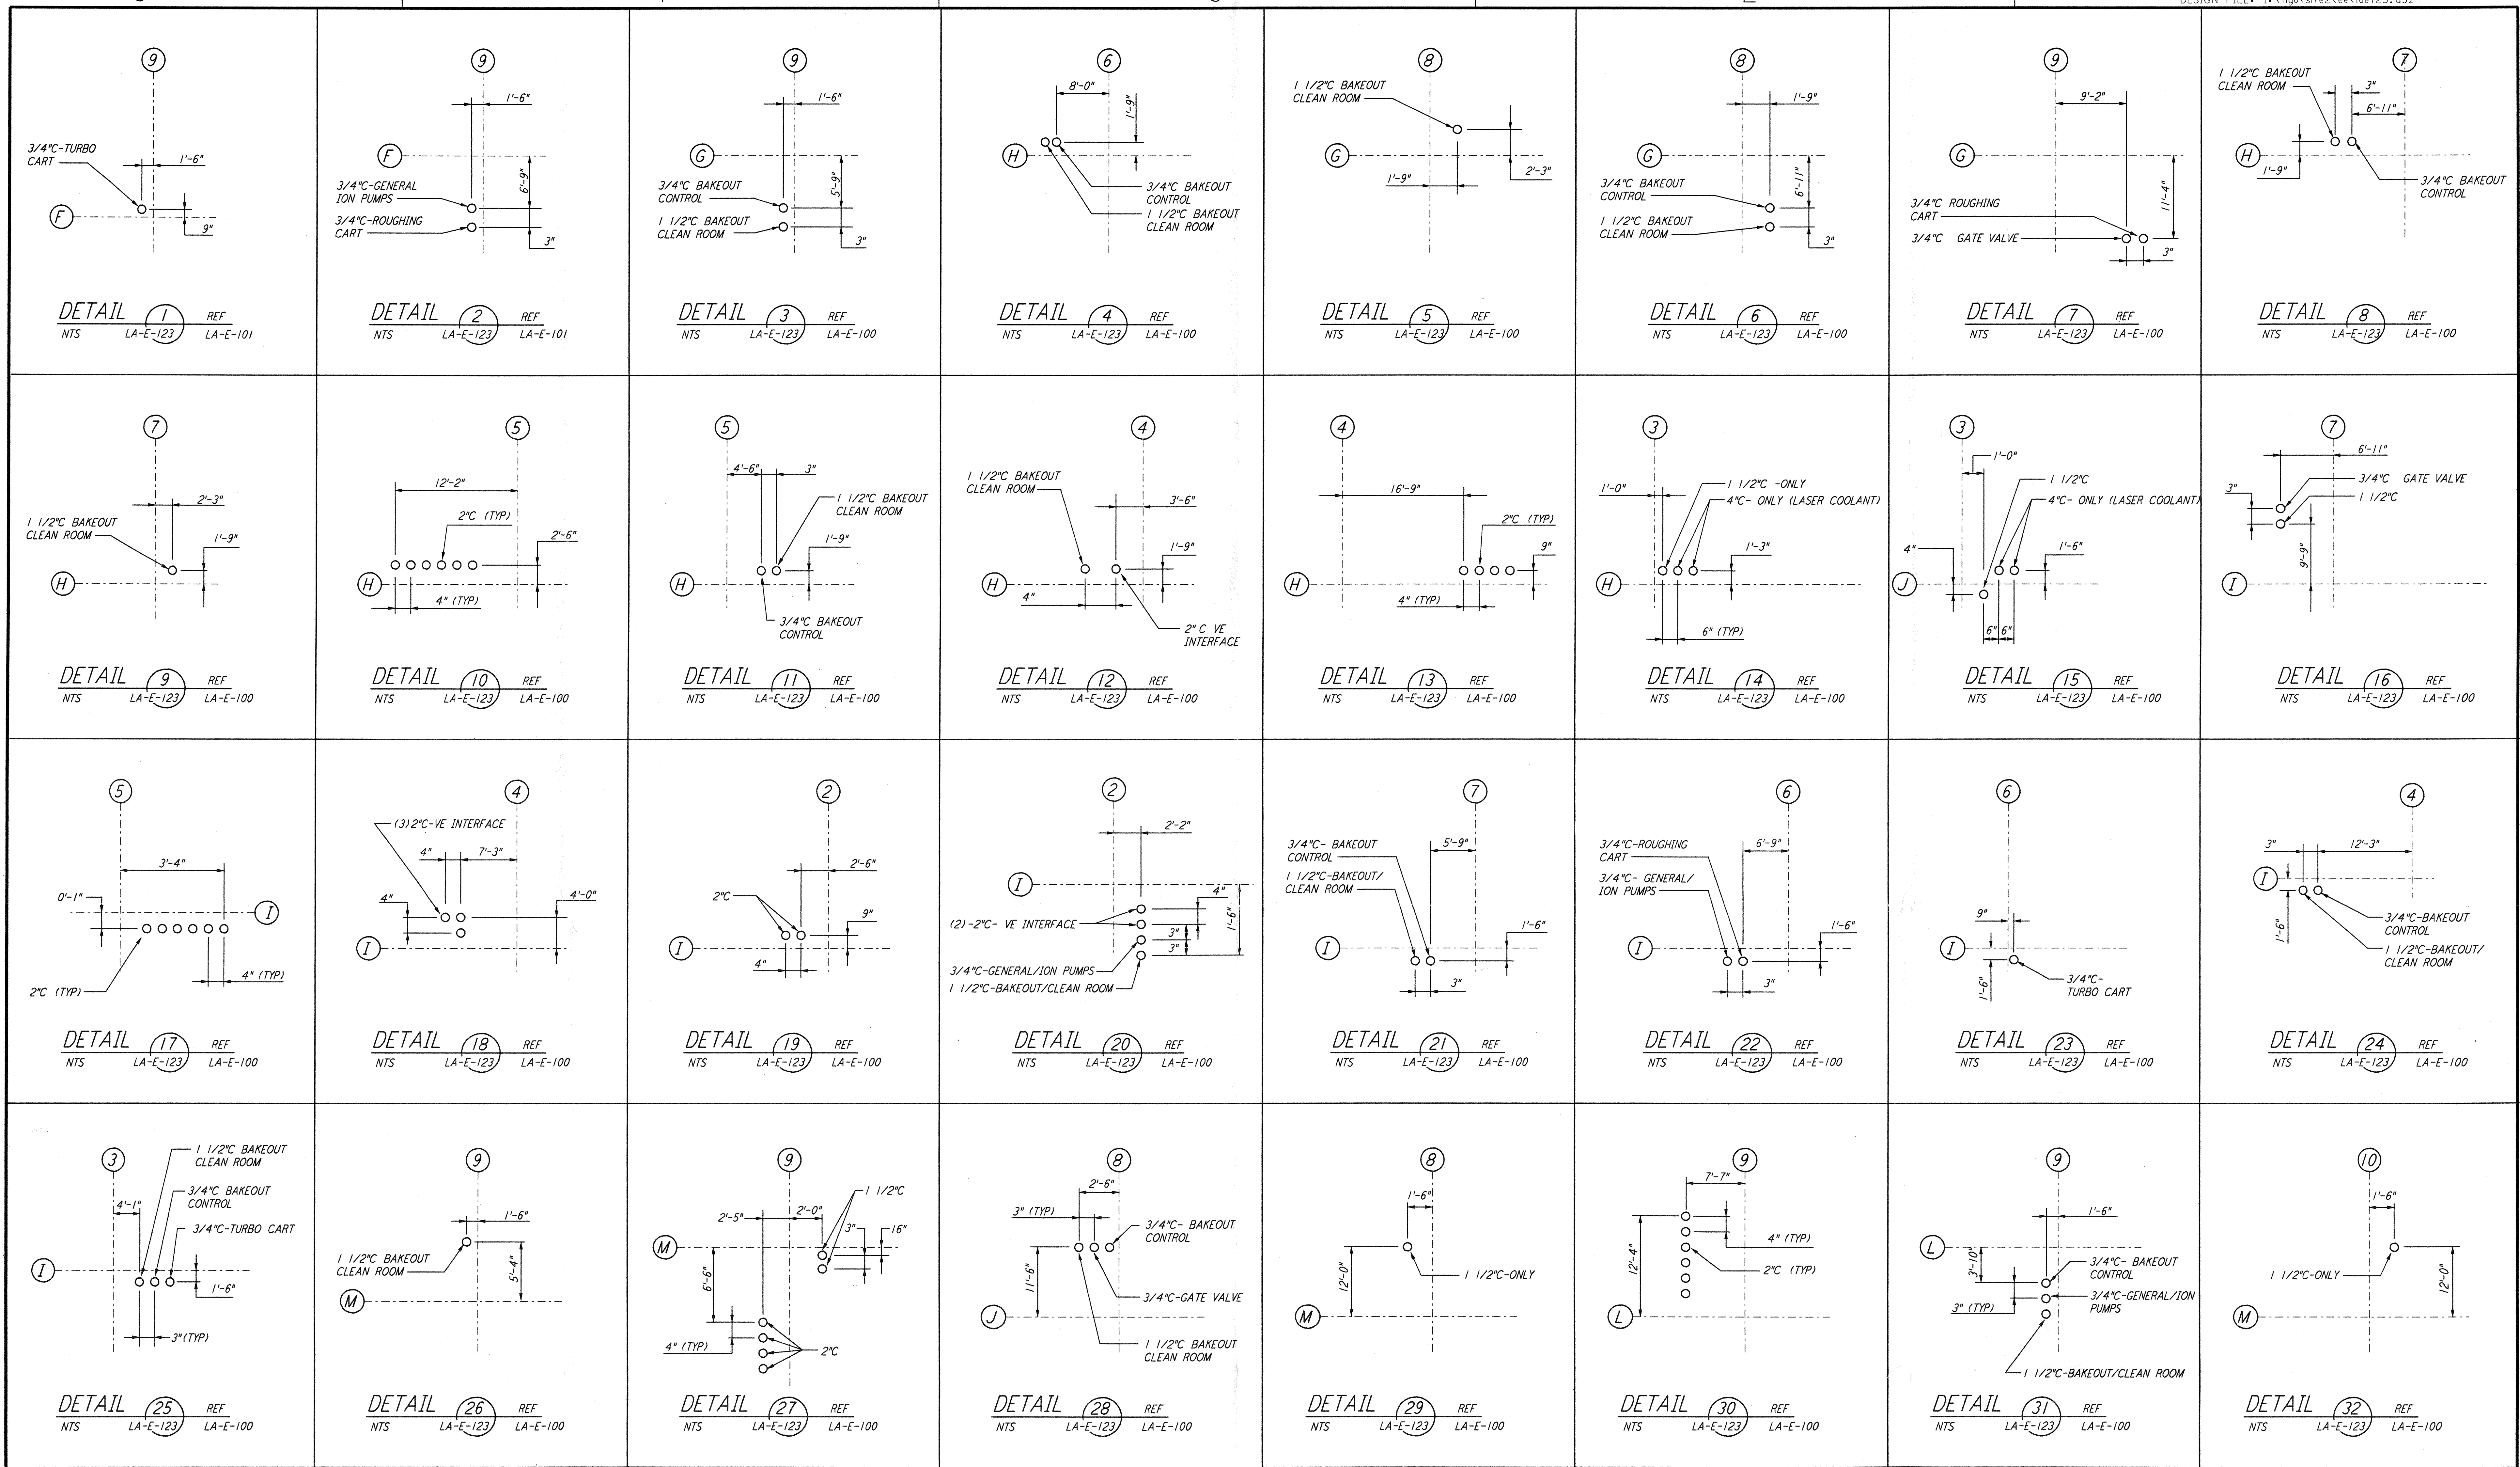 DESIGN FILE:
9
3/4"C-TURBO
CART
1'-6"
F
9"
DETAIL 1 REF
NTS LA-E-123 LA-E-101
9
1'-6"
F
6'-9"
3/4"C-GENERAL
ION PUMPS
3/4"C-ROUGHING
CART
3"
DETAIL 2 REF
NTS LA-E-123 LA-E-101
9
1'-6"
G
5'-9"
3/4"C BAKEOUT
CONTROL
1 1/2"C BAKEOUT
CLEAN ROOM
3"
DETAIL 3 REF
NTS LA-E-123 LA-E-100
6
8'-0"
1'-9"
H
3/4"C BAKEOUT
CONTROL
1 1/2"C BAKEOUT
CLEAN ROOM
DETAIL 4 REF
NTS LA-E-123 LA-E-100
8
1 1/2"C BAKEOUT
CLEAN ROOM
G
1'-9"
2'-3"
DETAIL 5 REF
NTS LA-E-123 LA-E-100
8
1'-9"
G
6'-11"
3/4"C BAKEOUT
CONTROL
1 1/2"C BAKEOUT
CLEAN ROOM
3"
DETAIL 6 REF
NTS LA-E-123 LA-E-100
9
9'-2"
G
11'-4"
3/4"C ROUGHING
CART
3/4"C GATE VALVE
3"
DETAIL 7 REF
NTS LA-E-123 LA-E-100
7
1 1/2"C BAKEOUT
CLEAN ROOM
3"
6'-11"
H
1'-9"
3/4"C BAKEOUT
CONTROL
DETAIL 8 REF
NTS LA-E-123 LA-E-100
7
2'-3"
1 1/2"C BAKEOUT
CLEAN ROOM
1'-9"
H
DETAIL 9 REF
NTS LA-E-123 LA-E-100
5
12'-2"
2"C (TYP)
2'-6"
H
4" (TYP)
DETAIL 10 REF
NTS LA-E-123 LA-E-100
5
4'-6"
3"
1 1/2"C BAKEOUT
CLEAN ROOM
1'-9"
H
3/4"C BAKEOUT
CONTROL
DETAIL 11 REF
NTS LA-E-123 LA-E-100
4
1 1/2"C BAKEOUT
CLEAN ROOM
3'-6"
1'-9"
H
4"
2" C VE
INTERFACE
DETAIL 12 REF
NTS LA-E-123 LA-E-100
4
16'-9"
2"C (TYP)
9"
H
4" (TYP)
DETAIL 13 REF
NTS LA-E-123 LA-E-100
3
1'-0"
1 1/2"C -ONLY
4"C- ONLY (LASER COOLANT)
1'-3"
H
6" (TYP)
DETAIL 14 REF
NTS LA-E-123 LA-E-100
3
1'-0"
1 1/2"C
4"C- ONLY (LASER COOLANT)
4"
1'-6"
J
6" 6"
DETAIL 15 REF
NTS LA-E-123 LA-E-100
7
6'-11"
3/4"C GATE VALVE
3"
1 1/2"C
9'-9"
I
DETAIL 16 REF
NTS LA-E-123 LA-E-100
5
3'-4"
0'-1"
I
4" (TYP)
2"C (TYP)
DETAIL 17 REF
NTS LA-E-123 LA-E-100
4
(3)2"C-VE INTERFACE
4"
7'-3"
4"
4'-0"
I
DETAIL 18 REF
NTS LA-E-123 LA-E-100
2
2'-6"
2"C
9"
I
4"
DETAIL 19 REF
NTS LA-E-123 LA-E-100
2
2'-2"
I
4"
(2)-2"C- VE INTERFACE
1'-6"
3"
3"
3/4"C-GENERAL/ION PUMPS
1 1/2"C-BAKEOUT/CLEAN ROOM
DETAIL 20 REF
NTS LA-E-123 LA-E-100
7
3/4"C- BAKEOUT
CONTROL
5'-9"
1 1/2"C-BAKEOUT/
CLEAN ROOM
1'-6"
I
3"
DETAIL 21 REF
NTS LA-E-123 LA-E-100
6
3/4"C-ROUGHING
CART
6'-9"
3/4"C- GENERAL/
ION PUMPS
1'-6"
I
3"
DETAIL 22 REF
NTS LA-E-123 LA-E-100
6
9"
I
1'-6"
3/4"C-
TURBO CART
DETAIL 23 REF
NTS LA-E-123 LA-E-100
4
3"
12'-3"
I
1'-6"
3/4"C-BAKEOUT
CONTROL
1 1/2"C-BAKEOUT/
CLEAN ROOM
DETAIL 24 REF
NTS LA-E-123 LA-E-100
3
1 1/2"C BAKEOUT
CLEAN ROOM
3/4"C BAKEOUT
CONTROL
4'-1"
3/4"C-TURBO CART
I
1'-6"
3"(TYP)
DETAIL 25 REF
NTS LA-E-123 LA-E-100
9
1'-6"
1 1/2"C BAKEOUT
CLEAN ROOM
5'-4"
M
DETAIL 26 REF
NTS LA-E-123 LA-E-100
9
1 1/2"C
2'-5"
2'-0"
3"
16"
M
6'-6"
4" (TYP)
2"C
DETAIL 27 REF
NTS LA-E-123 LA-E-100
8
2'-6"
3" (TYP)
3/4"C- BAKEOUT
CONTROL
11'-6"
3/4"C-GATE VALVE
J
1 1/2"C BAKEOUT
CLEAN ROOM
DETAIL 28 REF
NTS LA-E-123 LA-E-100
8
1'-6"
12'-0"
1 1/2"C-ONLY
M
DETAIL 29 REF
NTS LA-E-123 LA-E-100
9
7'-7"
4" (TYP)
12'-4"
2"C (TYP)
L
DETAIL 30 REF
NTS LA-E-123 LA-E-100
9
1'-6"
L
3'-10"
3/4"C- BAKEOUT
CONTROL
3/4"C-GENERAL/ION
PUMPS
3" (TYP)
1 1/2"C-BAKEOUT/CLEAN ROOM
DETAIL 31 REF
NTS LA-E-123 LA-E-100
10
1'-6"
1 1/2"C-ONLY
12'-0"
M
DETAIL 32 REF
NTS LA-E-123 LA-E-100